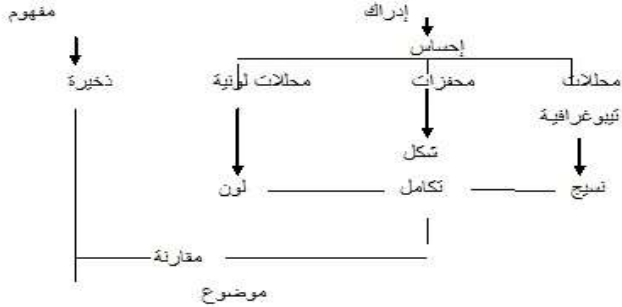 إدراك
مفهوم
إحساس
محللات
محفزات
محللات لونية
ذخيرة
تيبوغرافية
شكل
نسيج
تكامل
لون
مقارنة
موضوع